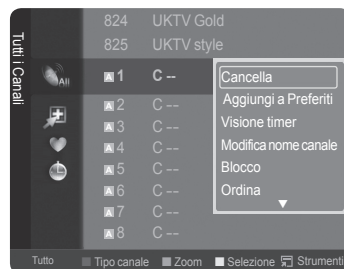 Tutti i Canali
824 UKTV Gold
825 UKTV style
All
A 1 C --
A 2 C --
A 3 C --
A 4 C --
A 5 C --
A 6 C --
A 7 C --
A 8 C --
Cancella
Aggiungi a Preferiti
Visione timer
Modifica nome canale
Blocco
Ordina
Tutto Tipo canale Zoom Selezione Strumenti